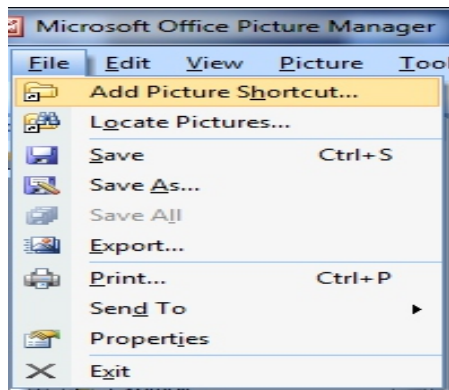 Microsoft Office Picture Manager
File Edit View Picture Tool
Add Picture Shortcut...
Locate Pictures...
Save Ctrl+S
Save As...
Save All
Export...
Print... Ctrl+P
Send To
Properties
Exit